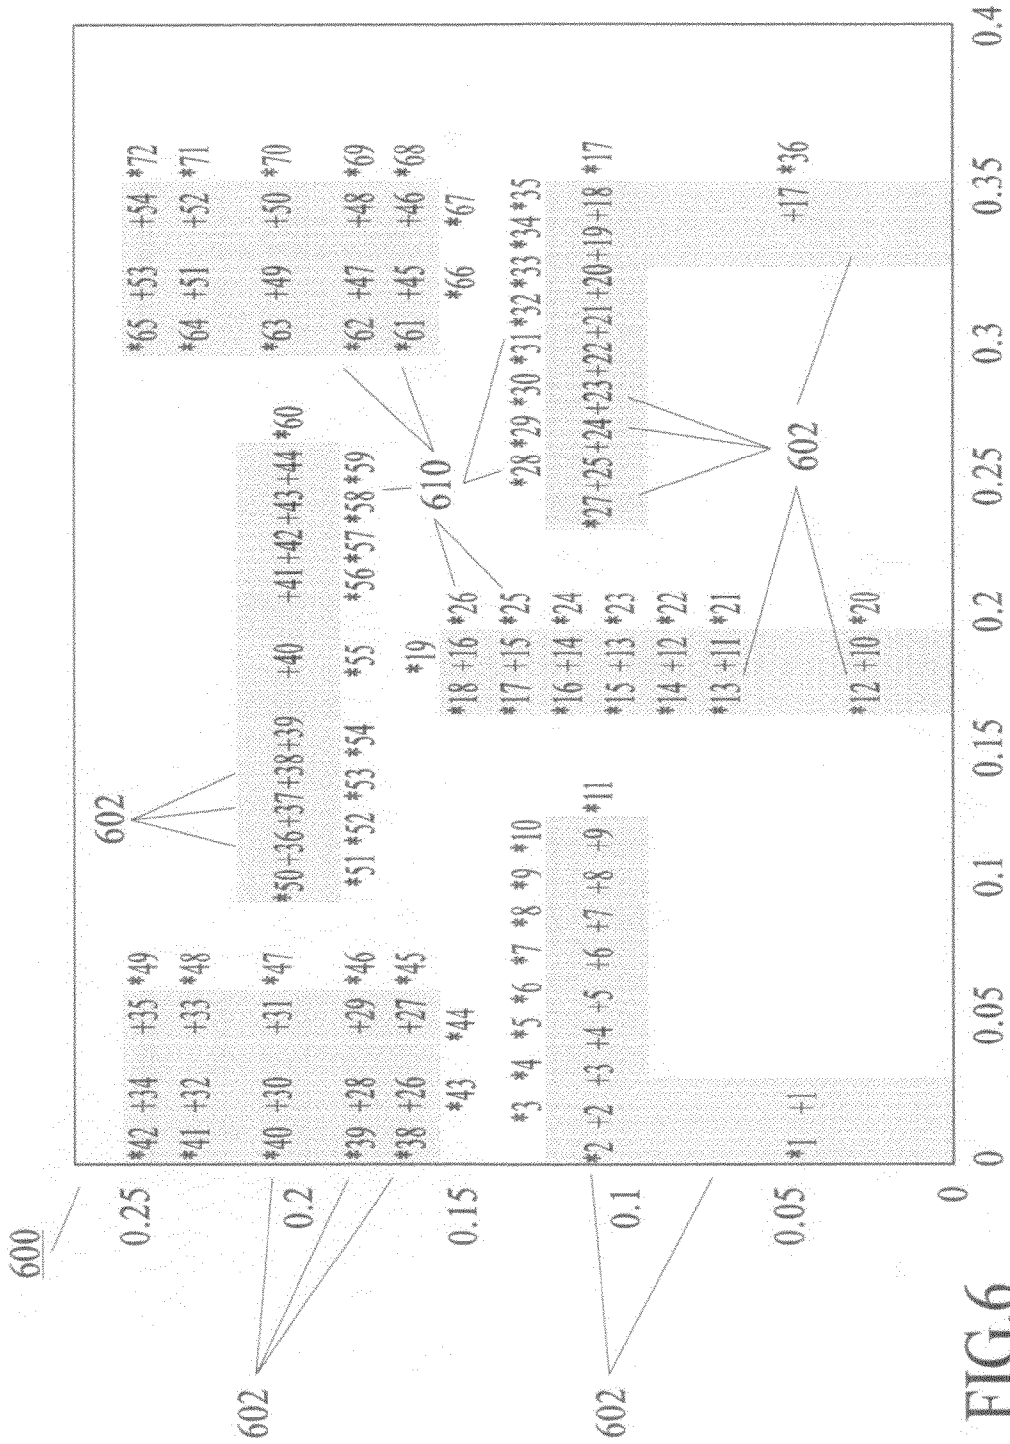 600
602
0.25 *42 +34 +35 *49 *65 +53 +54 *72
*41 +32 +33 *48 *64 +51 +52 *71
602
0.2 *40 +30 +31 *47 *50 +36 +37 +38 +39 +40 +41 +42 +43 +44 *60 *63 +49 +50 *70
*39 +28 +29 *46 *51 *52 *53 *54 *55 *56 *57 *58 *59 *62 +47 +48 *69
*38 +26 +27 *45 *19 *61 +45 +46 *68
610
0.15 *43 *44 *18 +16 *26 *66 *67
*3 *4 *5 *6 *7 *8 *9 *10 *17 +15 *25 *28 *29 *30 *31 *32 *33 *34 *35
*16 +14 *24
602
0.1 *2 +2 +3 +4 +5 +6 +7 +8 +9 *11 *15 +13 *23 *27 +25 +24 +23 +22 +21 +20 +19 +18 *17
*14 +12 *22
*13 +11 *21
0.05 *1 +1 602 +17 *36
*12 +10 *20
0
0 0.05 0.1 0.15 0.2 0.25 0.3 0.35 0.4
FIG.6